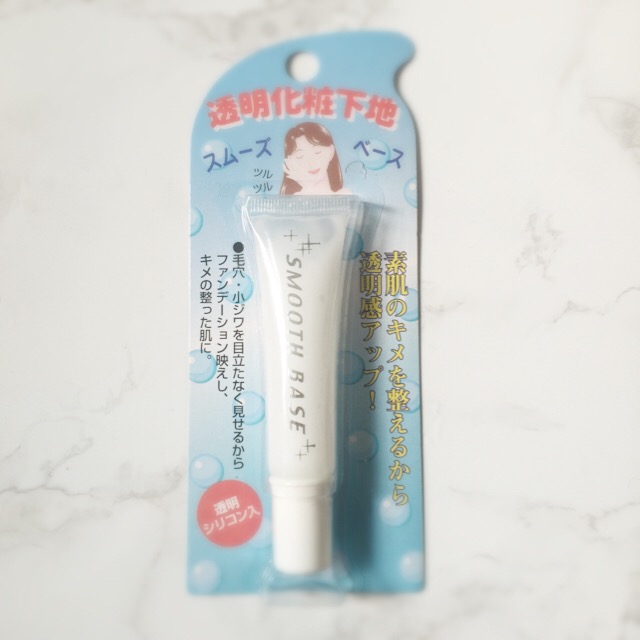 透明化粧下地
スムーズ
ベース
ツルツル
SMOOTH BASE
素肌のキメを整えるから
透明感アップ!
●毛穴、小ジワを目立たなく見せるから
ファンデーション映えし、
キメの整った肌に。
透明
シリコン入